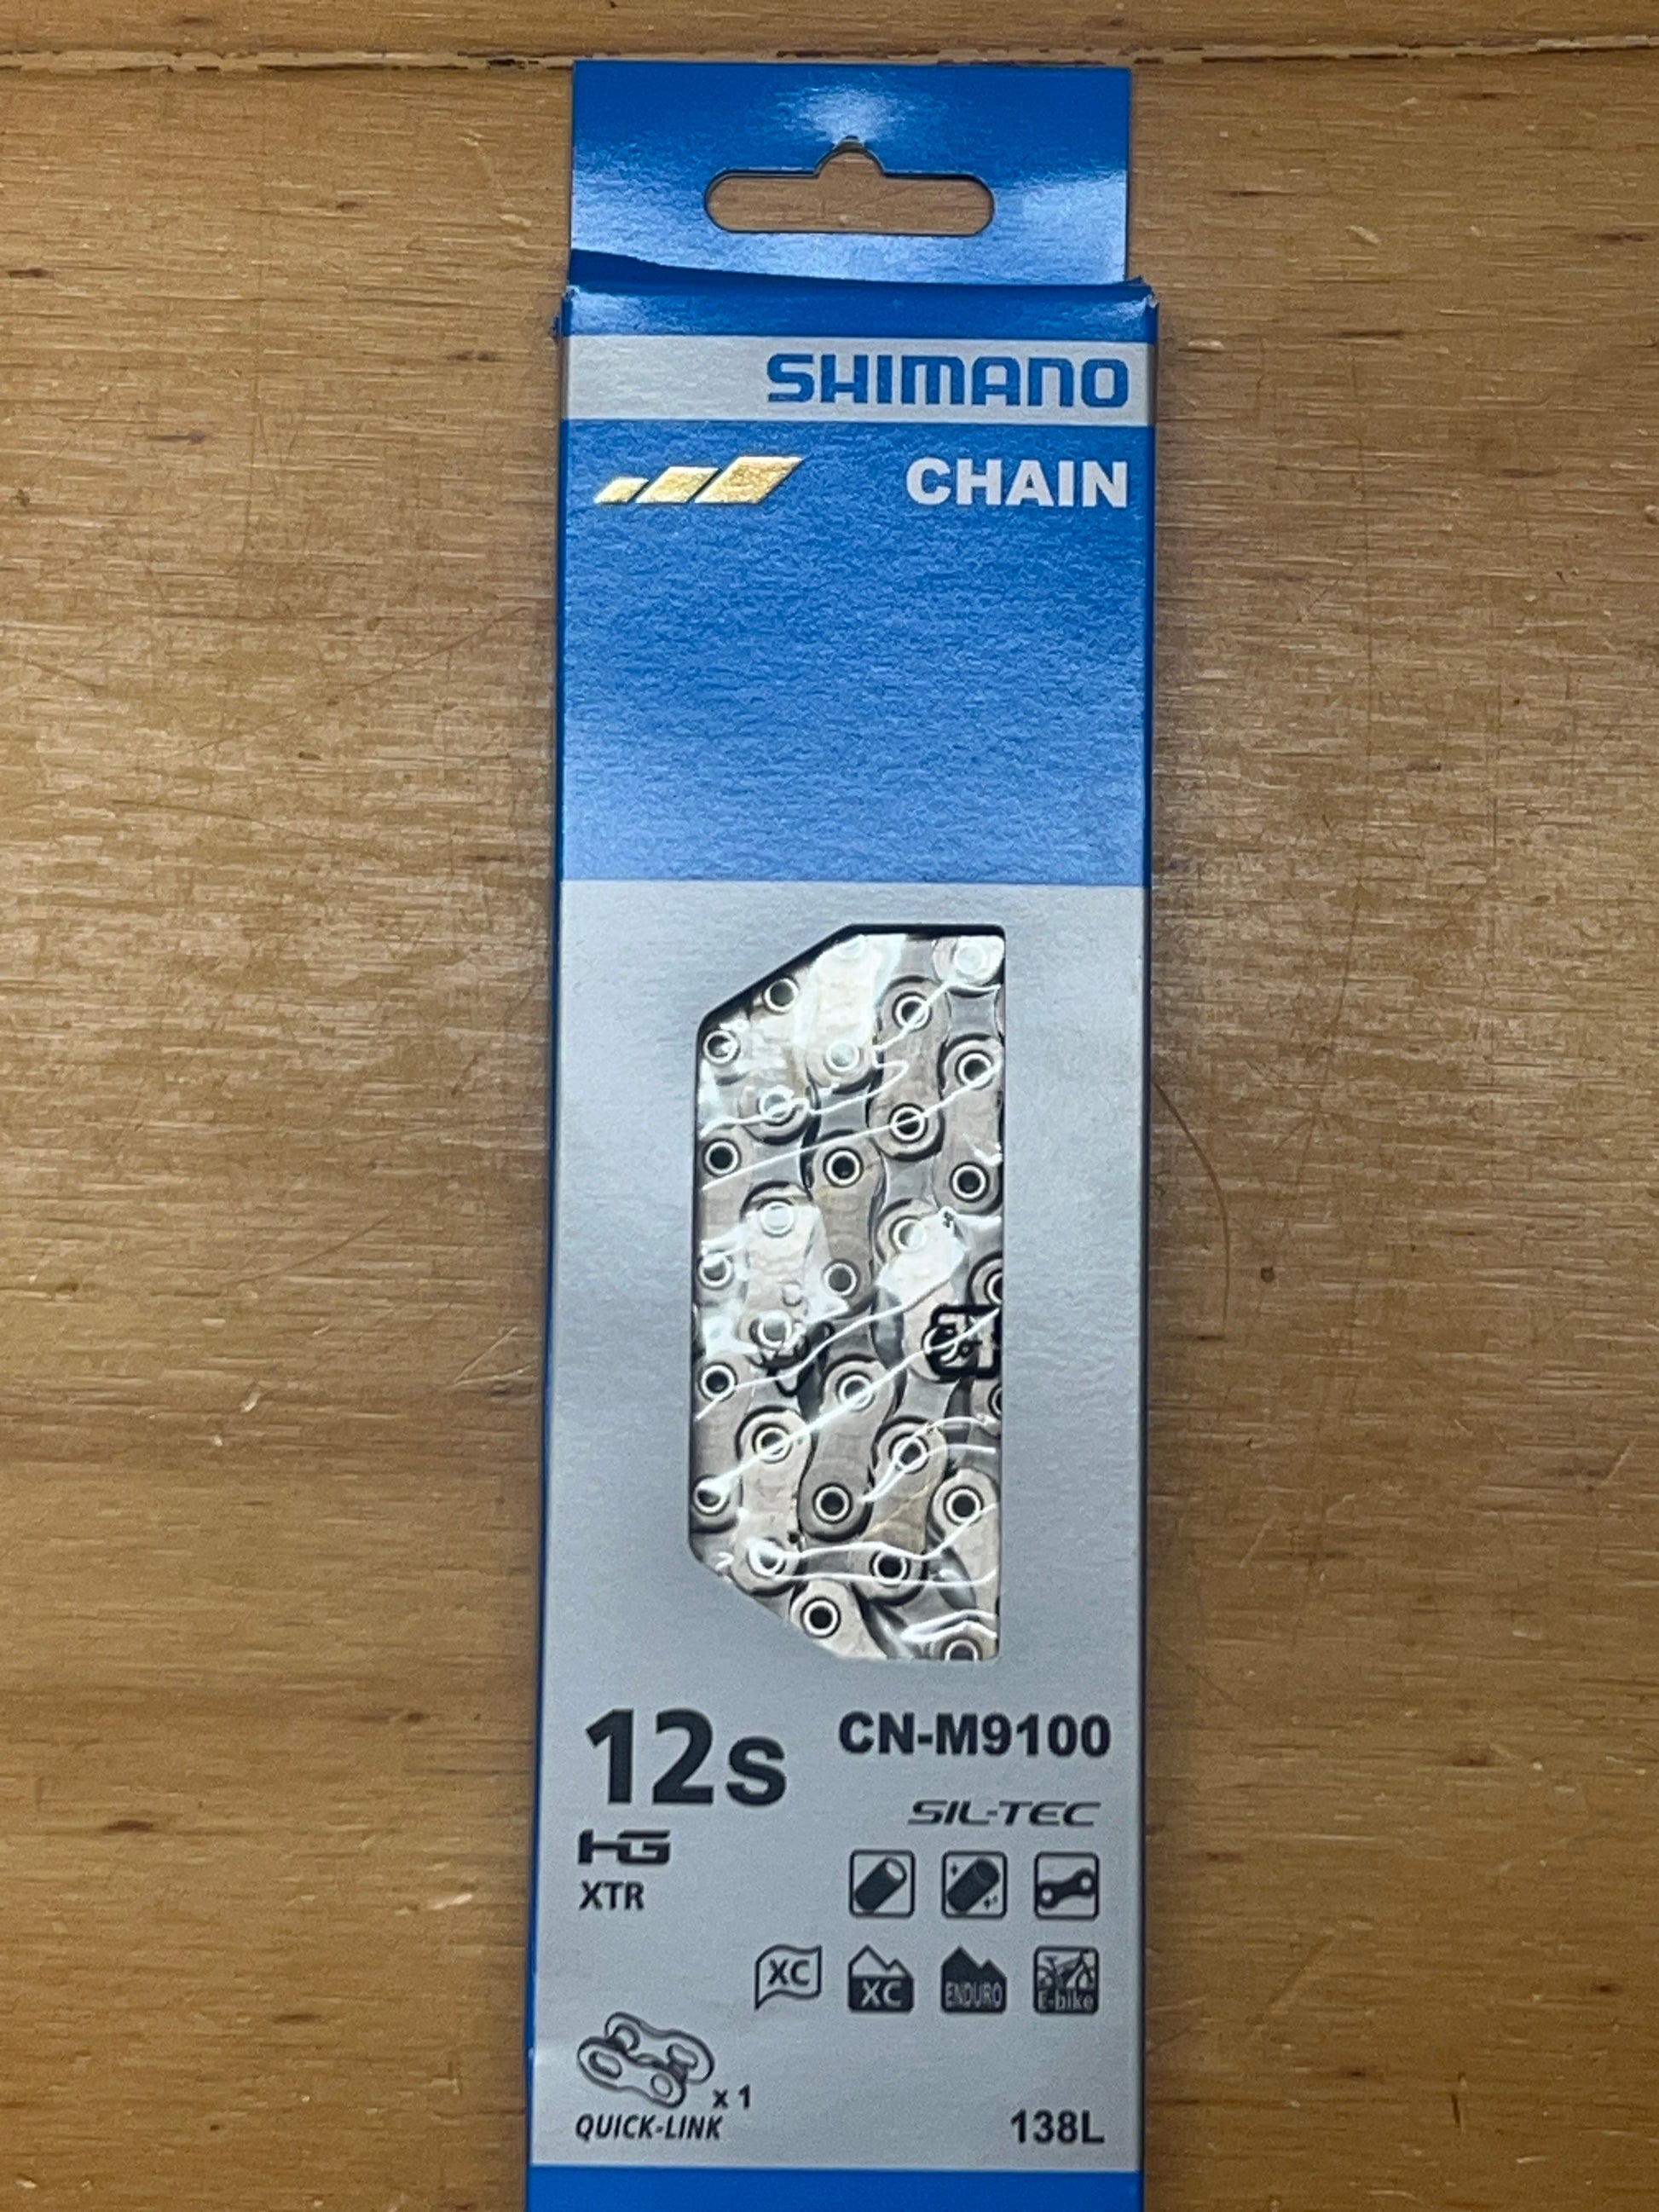 SHIMANO
CHAIN
12s
CN-M9100
SIL-TEC
HG
XTR
XC
XC
ENDURO
E-bike
x 1
QUICK-LINK
138L